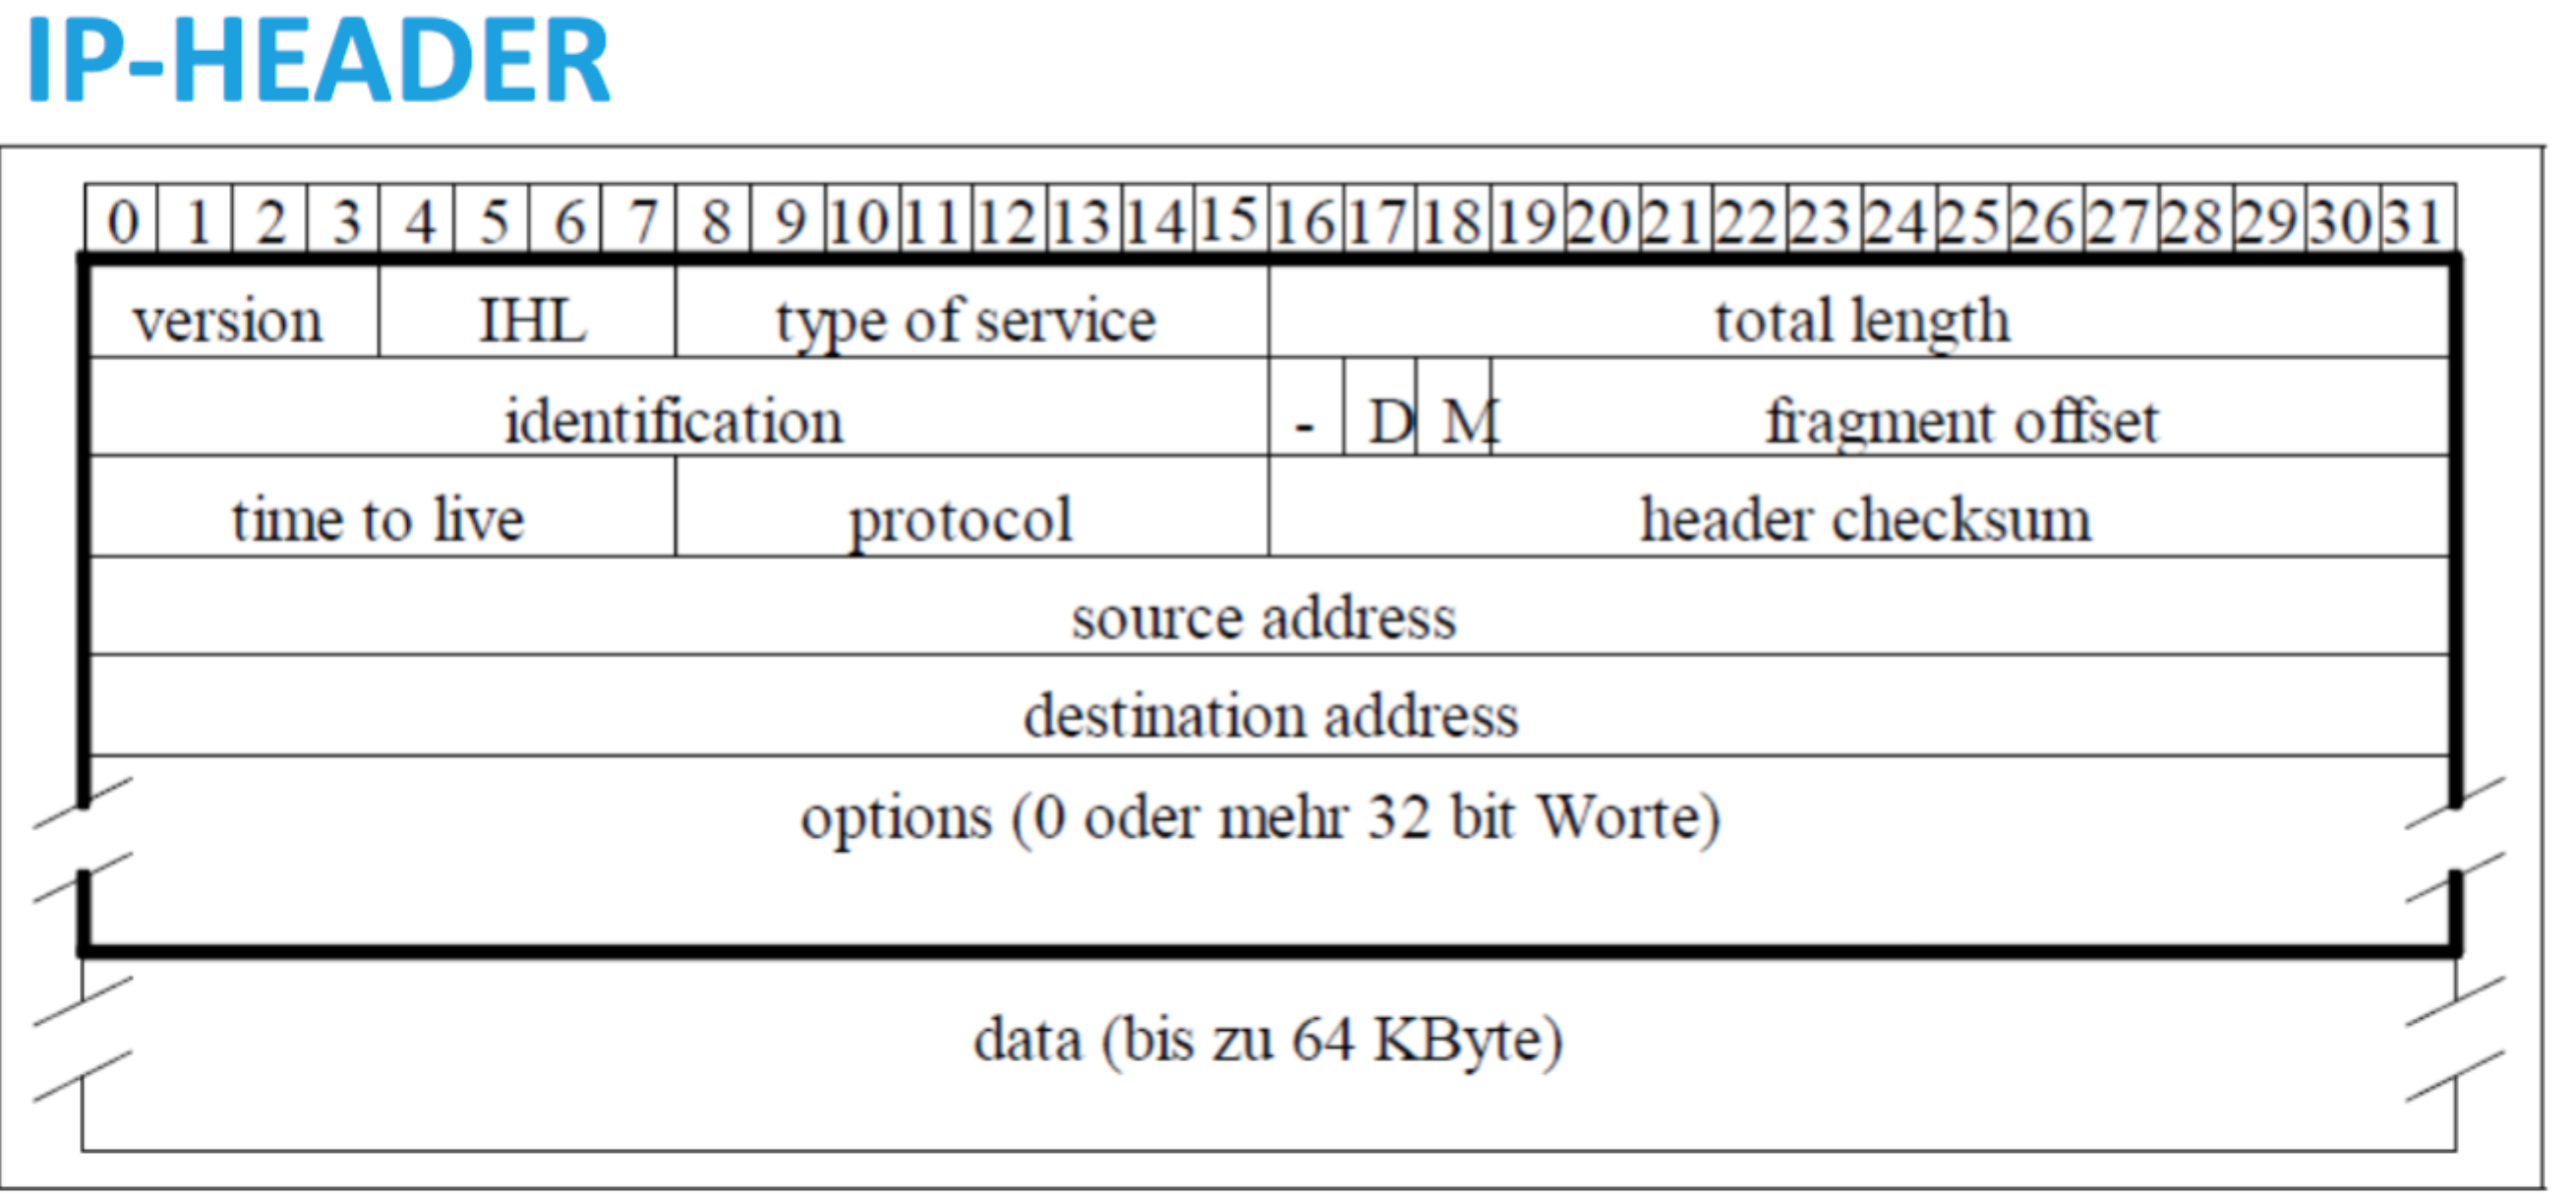 IP-HEADER
0 1 2 3 4 5 6 7 8 9 10 11 12 13 14 15 16 17 18 19 20 21 22 23 24 25 26 27 28 29 30 31
version IHL type of service total length
identification - D M fragment offset
time to live protocol header checksum
source address
destination address
options (0 oder mehr 32 bit Worte)
data (bis zu 64 KByte)